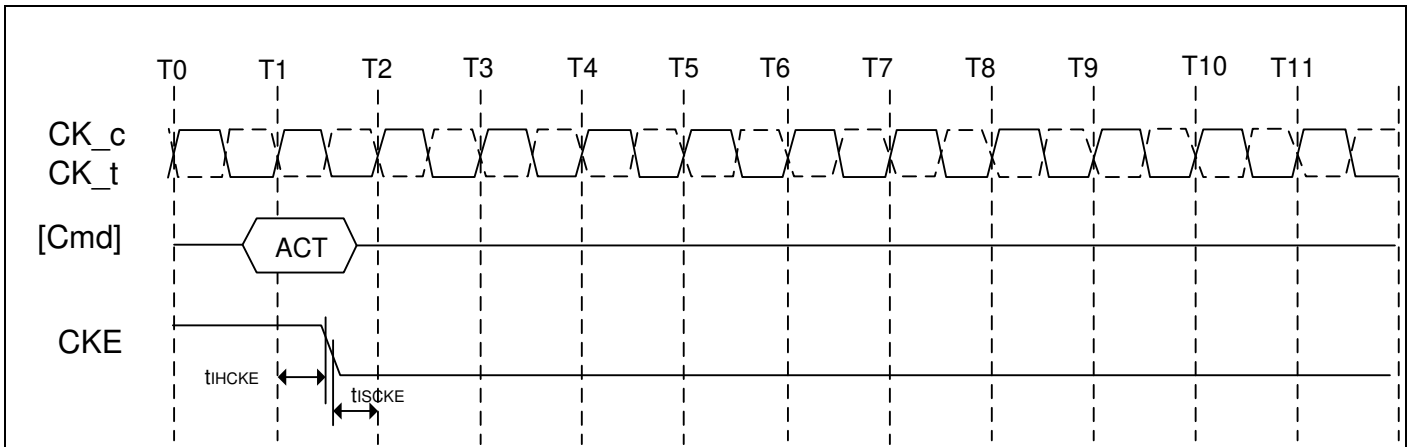 T0 T1 T2 T3 T4 T5 T6 T7 T8 T9 T10 T11
CK_c
CK_t
[Cmd] ACT
CKE
tIHCKE
tISCKE